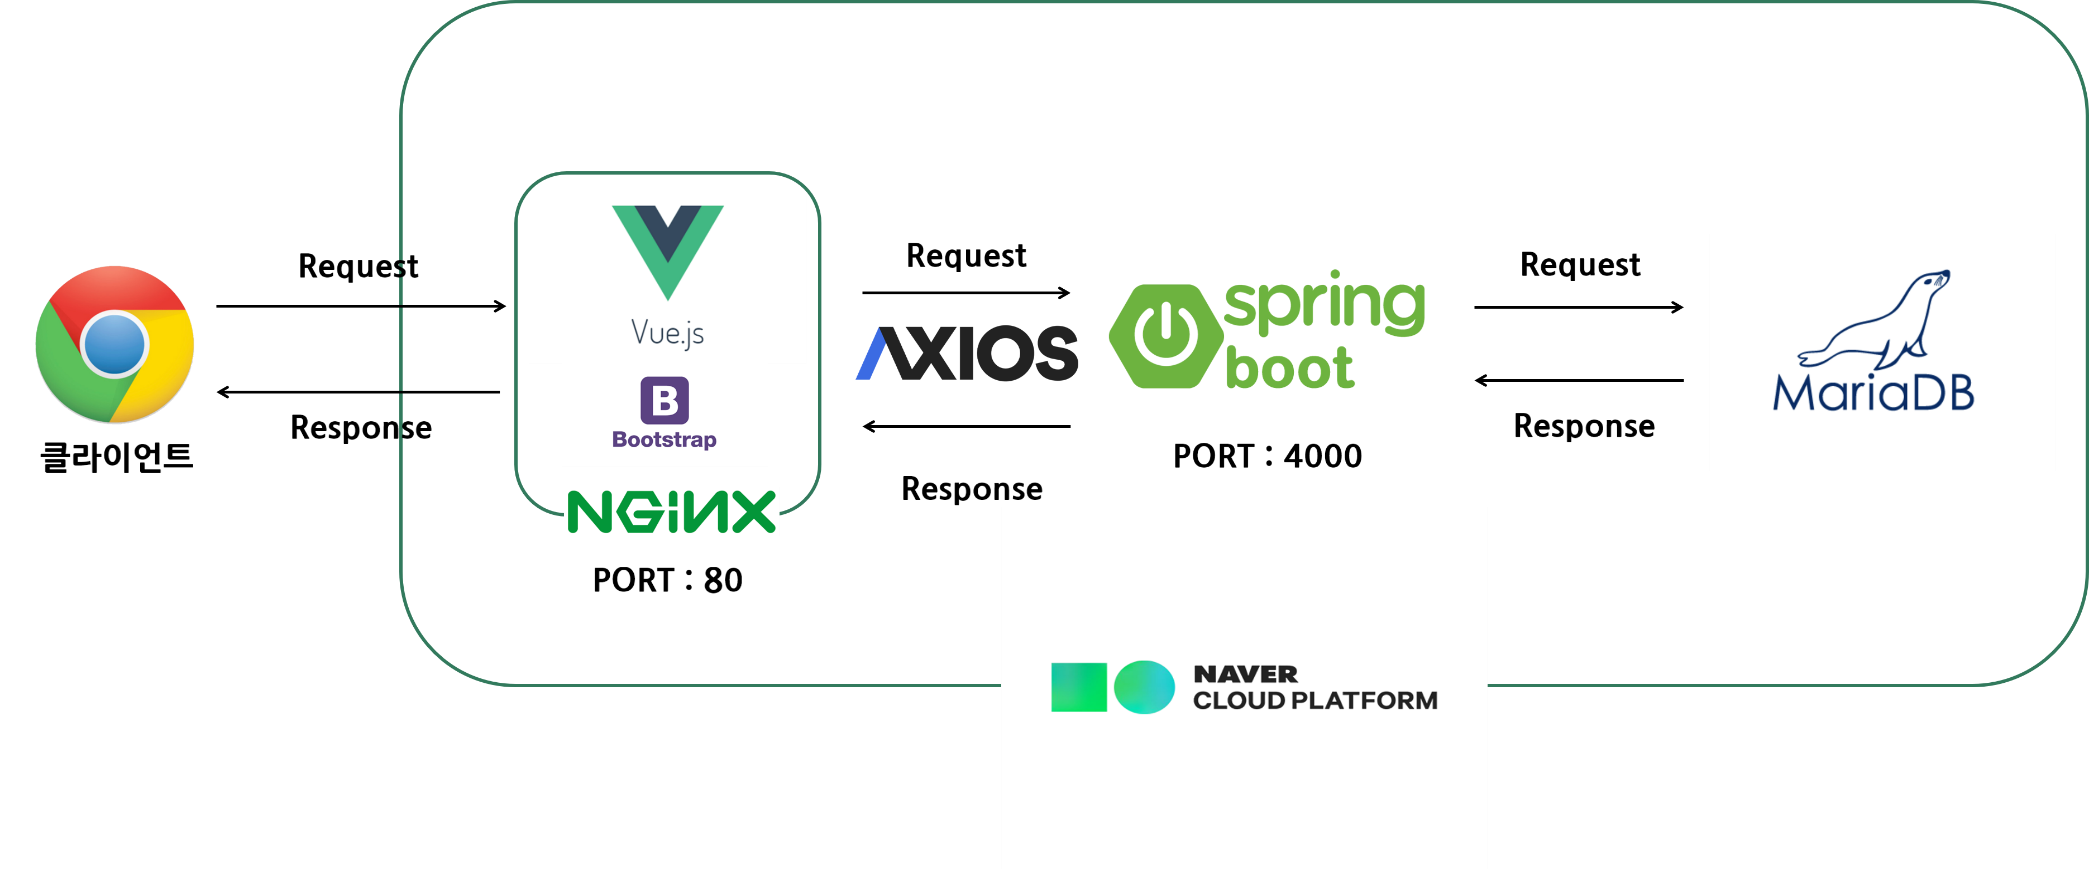 Request
Response
클라이언트
Vue.js
B
Bootstrap
NGINX
PORT : 80
Request
AXIOS
Response
spring
boot
PORT : 4000
Request
Response
MariaDB
NAVER
CLOUD PLATFORM